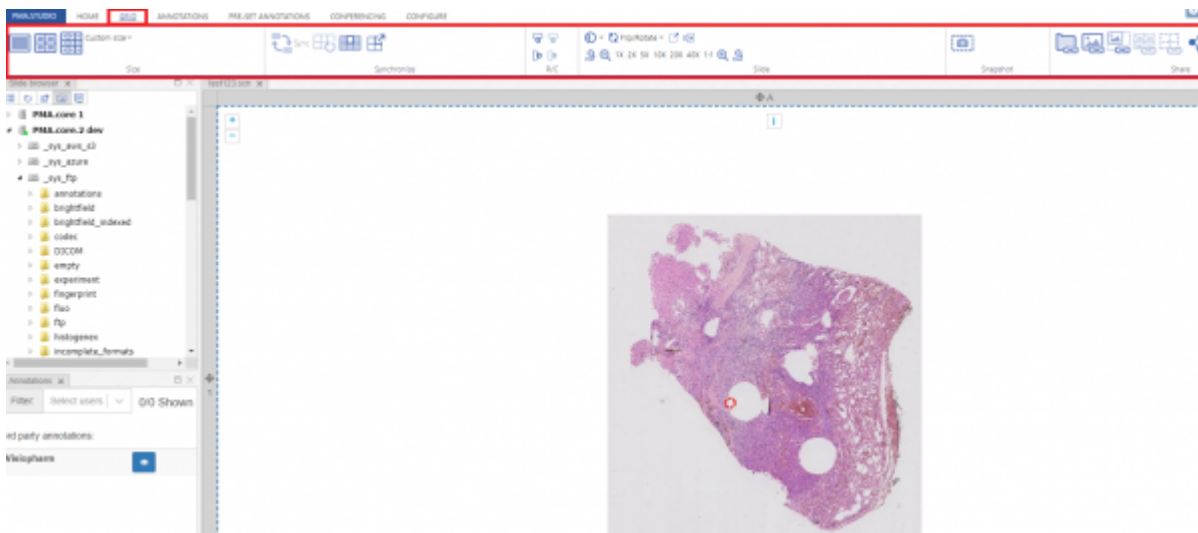 PMA.STUDIO HOME GRID ANNOTATIONS PRE-SET ANNOTATIONS CONFERENCING CONFIGURE
Custom size
Sync
Flip/Rotate
1X 2X 5X 10X 20X 40X 1:1
Size Synchronize R/C Slide Snapshot Share
Slide browser
test123.scn
A
PMA.core 1
PMA.core.2 dev
_sys_aws_s3
_sys_azure
_sys_ftp
annotations
brightfield
brightfield_indexed
codec
DICOM
empty
experiment
fingerprint
fluo
ftp
histogenex
incomplete_formats
Annotations
1
Filter: Select users 0/0 Shown
rd party annotations:
Visiopharm